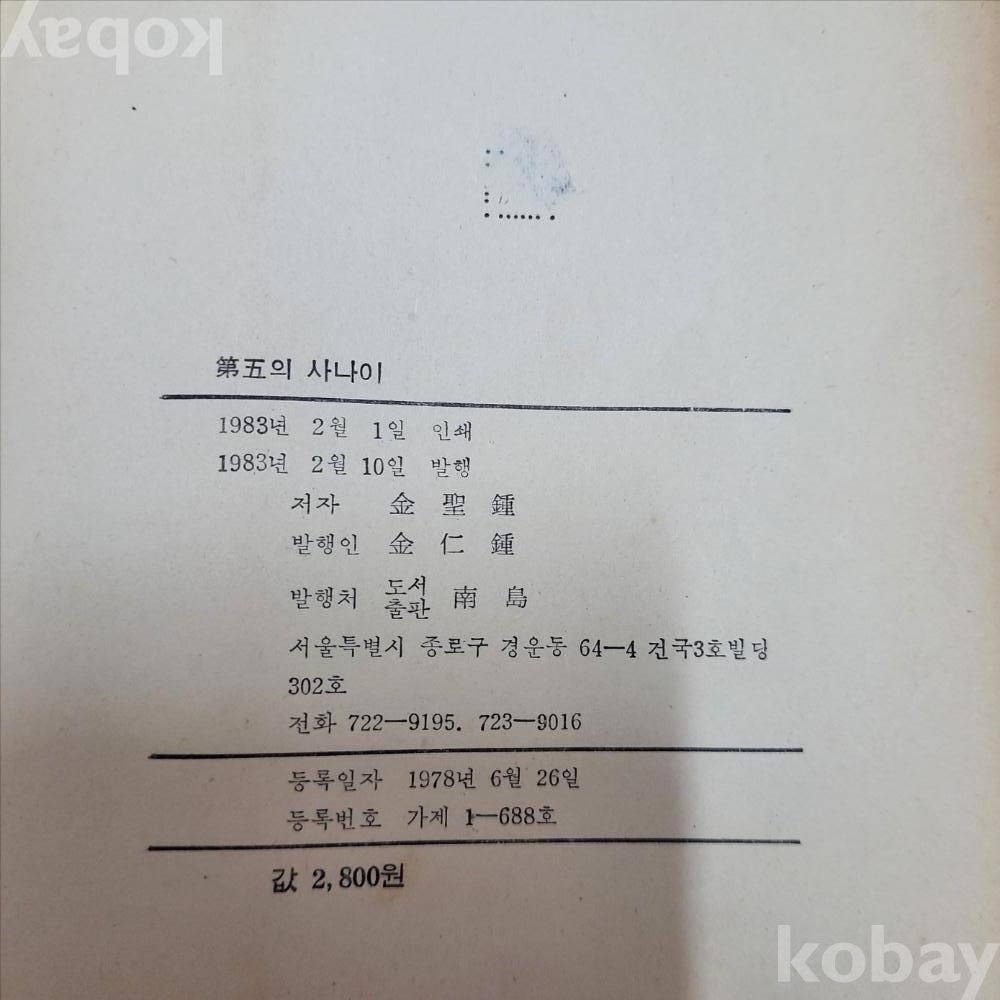 kobay
第五의 사나이
1983년 2월 1일 인쇄
1983년 2월 10일 발행
저자 金聖鍾
발행인 金仁鍾
발행처 도서출판 南島
서울특별시 종로구 경운동 64—4 건국3호빌딩
302호
전화 722—9195. 723—9016
등록일자 1978년 6월 26일
등록번호 가제 1—688호
값 2,800원
kobay